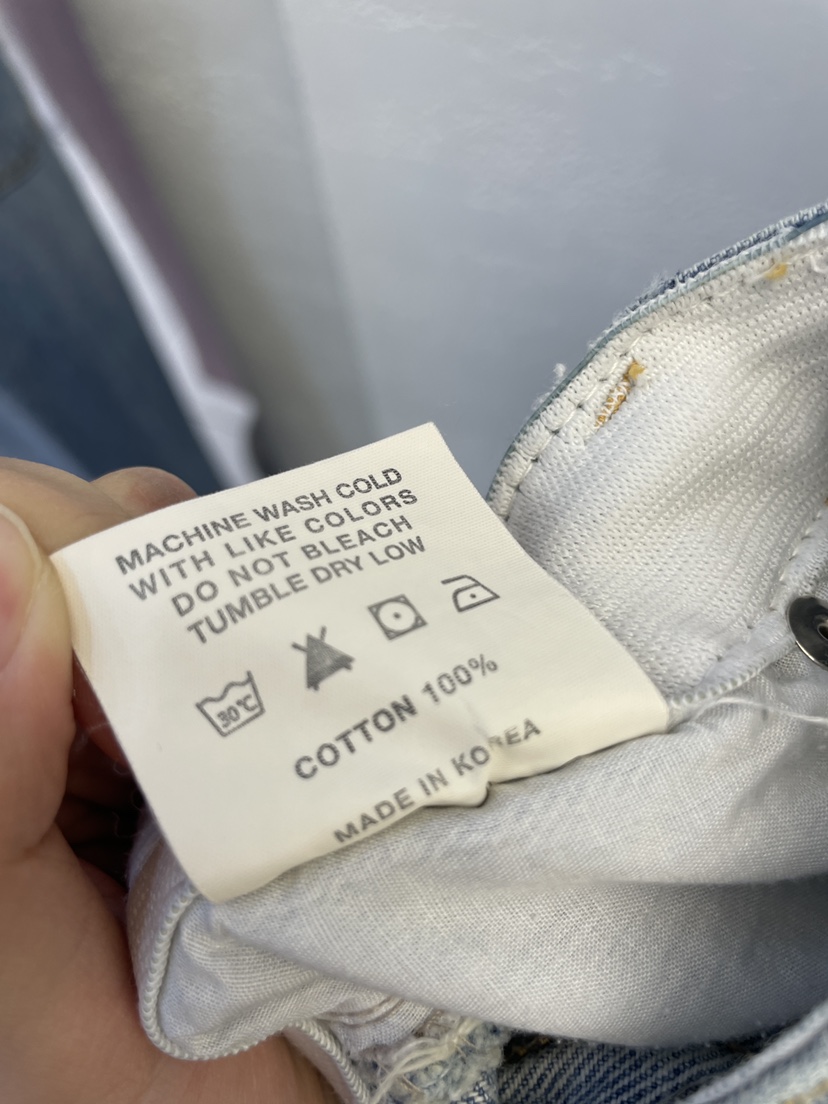 MACHINE WASH COLD
WITH LIKE COLORS
DO NOT BLEACH
TUMBLE DRY LOW
30°C
COTTON 100%
MADE IN KOREA